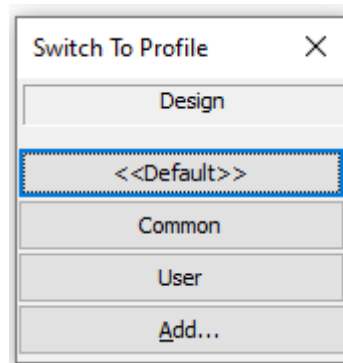 Switch To Profile
Design
<<Default>>
Common
User
Add...